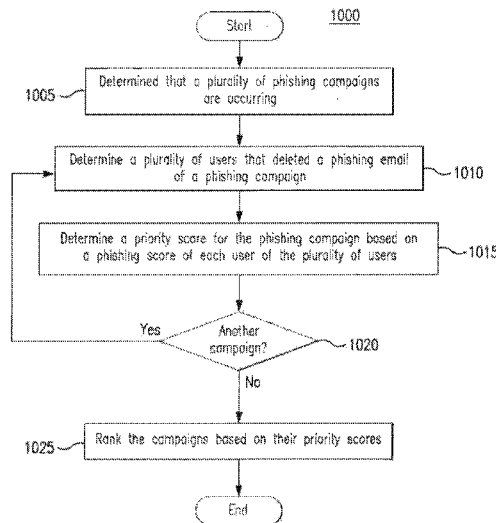 1000
Start
Determined that a plurality of phishing campaigns
are occurring
1005
Determine a plurality of users that deleted a phishing email
of a phishing campaign
1010
Determine a priority score for the phishing campaign based on
a phishing score of each user of the plurality of users
1015
Yes
Another
campaign?
1020
No
Rank the campaigns based on their priority scores
1025
End